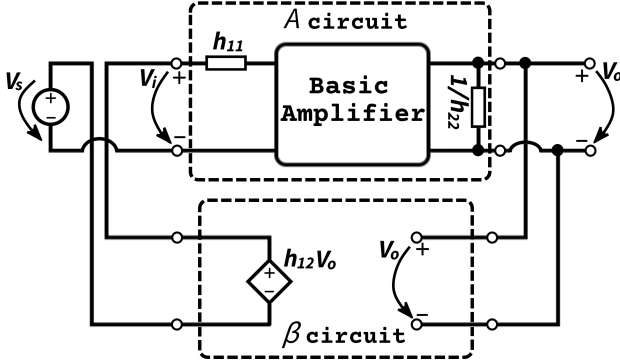 A circuit
h11
Vs
+
−
Vi
+
−
Basic
Amplifier
1/h22
+
−
Vo
h12Vo
+
−
Vo
+
−
β circuit